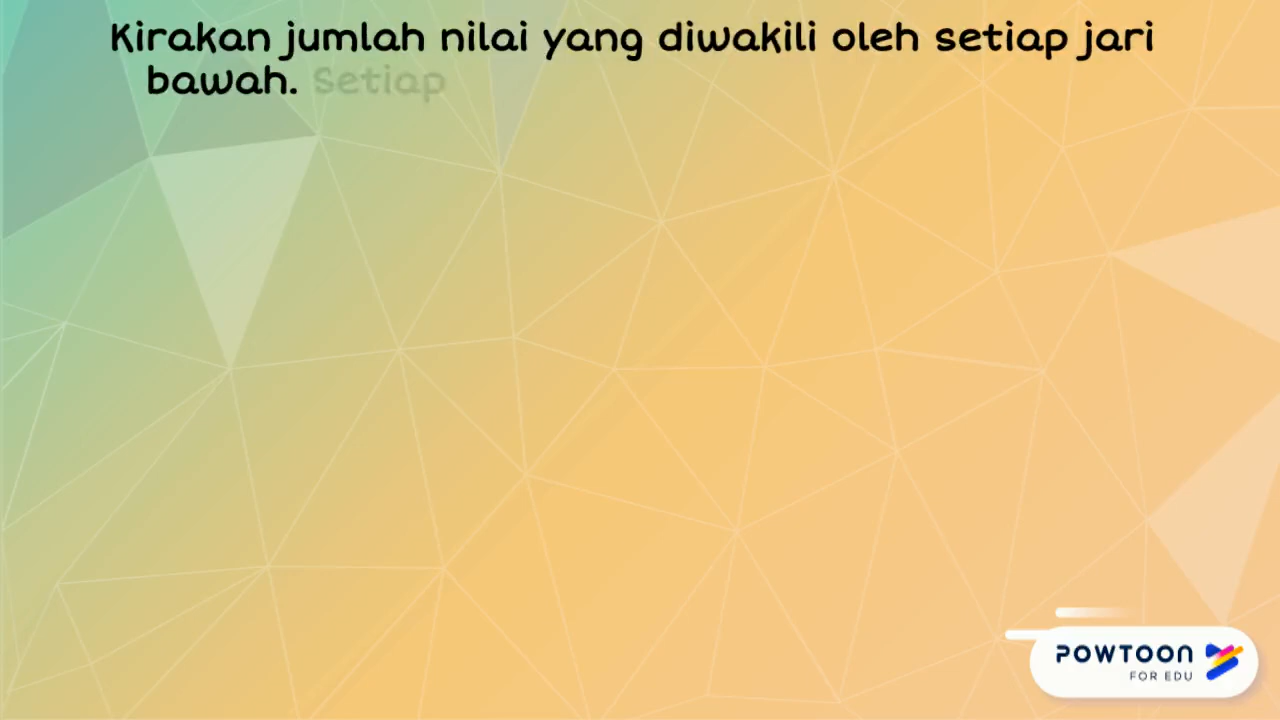 Kirakan jumlah nilai yang diwakili oleh setiap jari
bawah. Setiap
POWTOON
FOR EDU